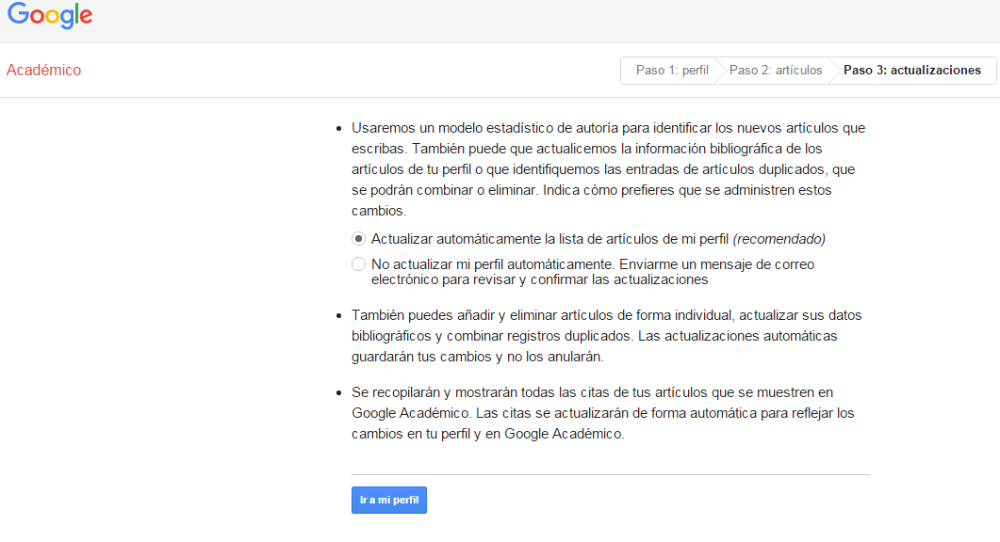 Google
Académico
Paso 1: perfil
Paso 2: artículos
Paso 3: actualizaciones
Usaremos un modelo estadístico de autoría para identificar los nuevos artículos que
escribas. También puede que actualicemos la información bibliográfica de los
artículos de tu perfil o que identifiquemos las entradas de artículos duplicados, que
se podrán combinar o eliminar. Indica cómo prefieres que se administren estos
cambios.
Actualizar automáticamente la lista de artículos de mi perfil (recomendado)
No actualizar mi perfil automáticamente. Enviarme un mensaje de correo
electrónico para revisar y confirmar las actualizaciones
También puedes añadir y eliminar artículos de forma individual, actualizar sus datos
bibliográficos y combinar registros duplicados. Las actualizaciones automáticas
guardarán tus cambios y no los anularán.
Se recopilarán y mostrarán todas las citas de tus artículos que se muestren en
Google Académico. Las citas se actualizarán de forma automática para reflejar los
cambios en tu perfil y en Google Académico.
Ir a mi perfil